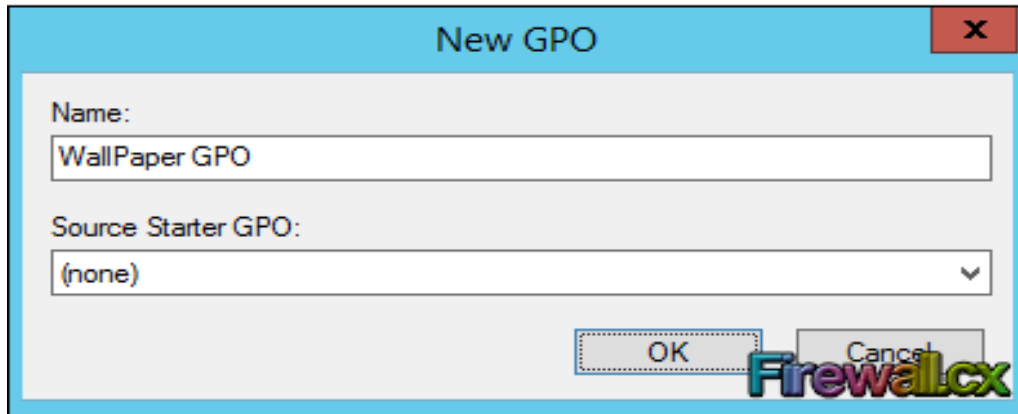 New GPO
x
Name:
WallPaper GPO
Source Starter GPO:
(none)
OK
Cancel
Firewall.cx